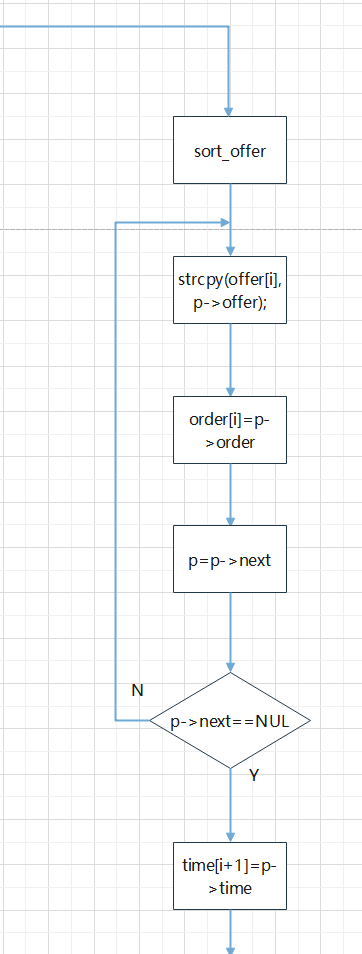 sort_offer
strcpy(offer[i],
p->offer);
order[i]=p-
>order
p=p->next
N
p->next==NUL
Y
time[i+1]=p-
>time